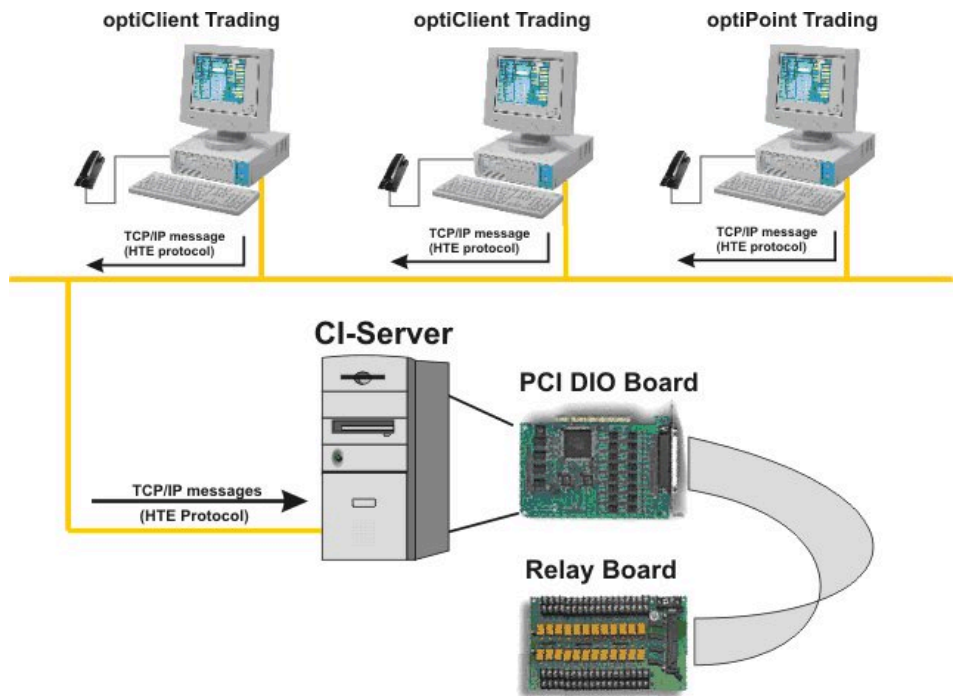 optiClient Trading
optiClient Trading
optiPoint Trading
TCP/IP message
(HTE protocol)
TCP/IP message
(HTE protocol)
TCP/IP message
(HTE protocol)
CI-Server
PCI DIO Board
TCP/IP messages
(HTE Protocol)
Relay Board